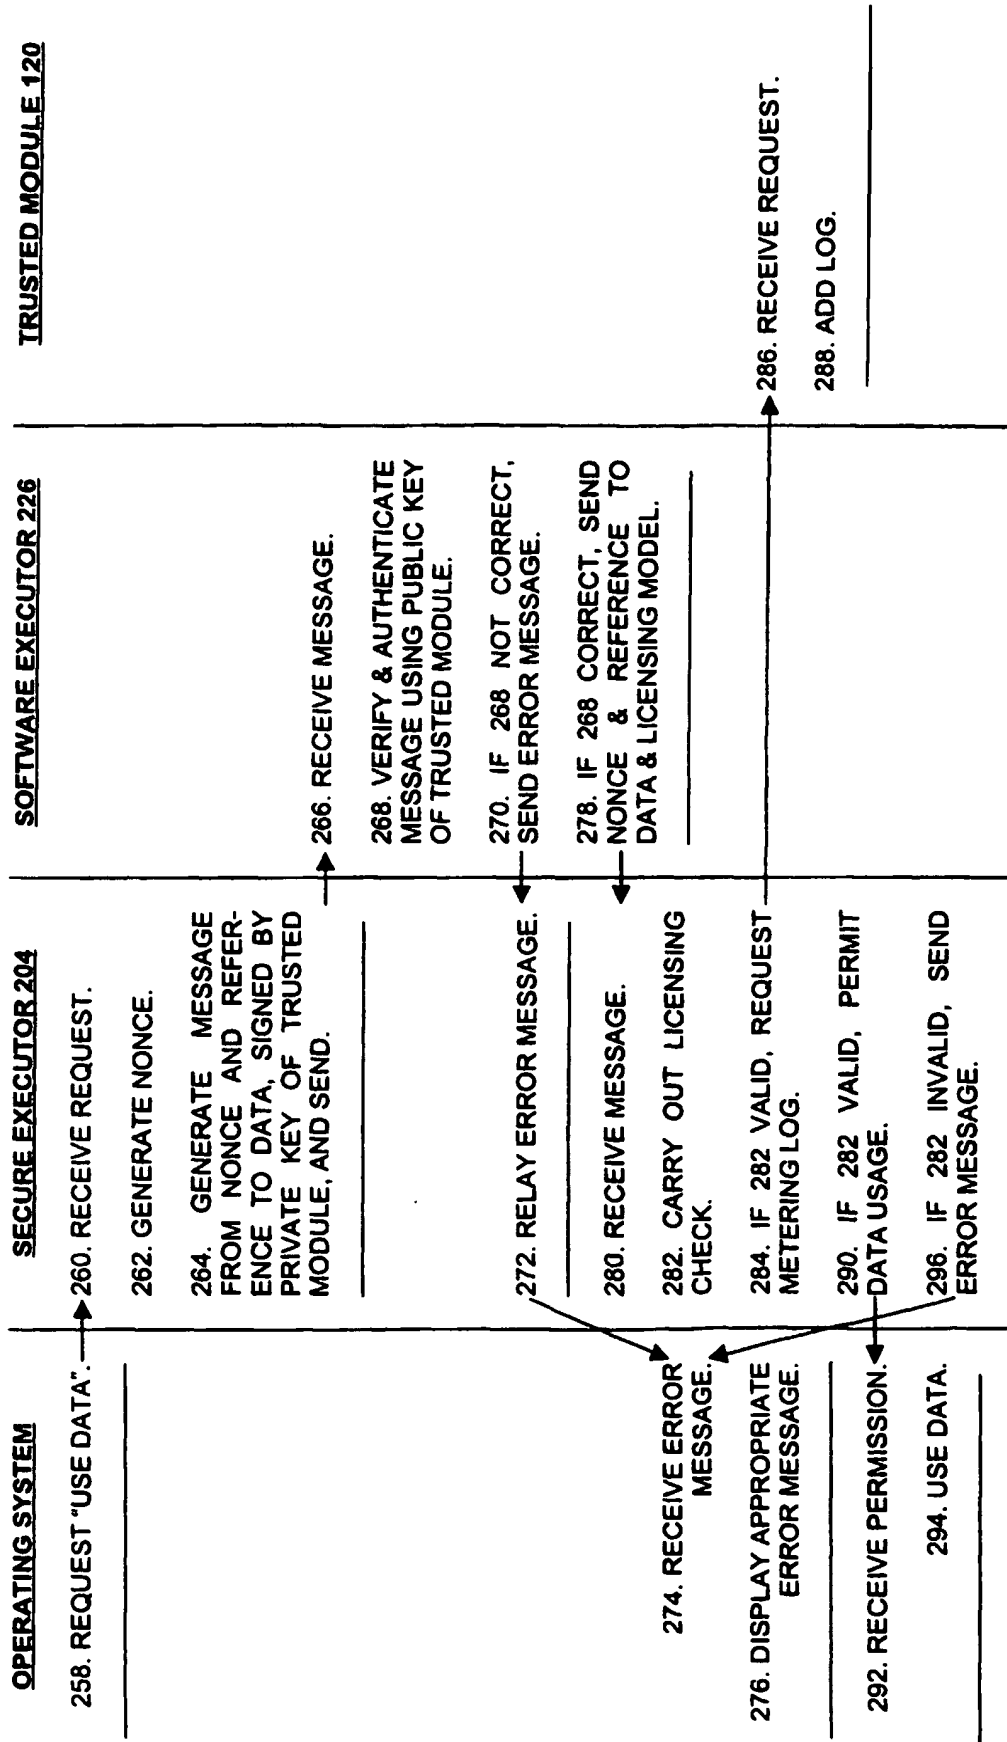 OPERATING SYSTEM
258. REQUEST "USE DATA".
274. RECEIVE ERROR
MESSAGE.
276. DISPLAY APPROPRIATE
ERROR MESSAGE.
292. RECEIVE PERMISSION.
294. USE DATA.
SECURE EXECUTOR 204
260. RECEIVE REQUEST.
262. GENERATE NONCE.
264. GENERATE MESSAGE
FROM NONCE AND REFER-
ENCE TO DATA, SIGNED BY
PRIVATE KEY OF TRUSTED
MODULE, AND SEND.
272. RELAY ERROR MESSAGE.
280. RECEIVE MESSAGE.
282. CARRY OUT LICENSING
CHECK.
284. IF 282 VALID, REQUEST
METERING LOG.
290. IF 282 VALID, PERMIT
DATA USAGE.
296. IF 282 INVALID, SEND
ERROR MESSAGE.
SOFTWARE EXECUTOR 226
266. RECEIVE MESSAGE.
268. VERIFY & AUTHENTICATE
MESSAGE USING PUBLIC KEY
OF TRUSTED MODULE.
270. IF 268 NOT CORRECT,
SEND ERROR MESSAGE.
278. IF 268 CORRECT, SEND
NONCE & REFERENCE TO
DATA & LICENSING MODEL.
TRUSTED MODULE 120
286. RECEIVE REQUEST.
288. ADD LOG.